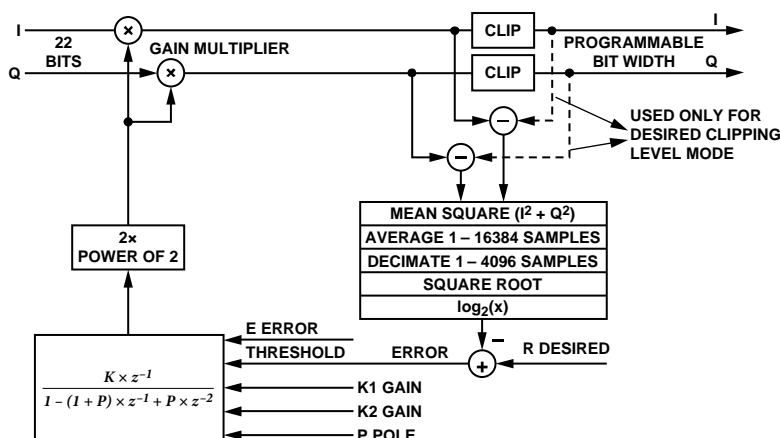 I
22
BITS
Q
GAIN MULTIPLIER
×
×
CLIP
CLIP
I
PROGRAMMABLE
BIT WIDTH
Q
–
–
USED ONLY FOR
DESIRED CLIPPING
LEVEL MODE
MEAN SQUARE (I² + Q²)
AVERAGE 1 – 16384 SAMPLES
DECIMATE 1 – 4096 SAMPLES
SQUARE ROOT
log₂(x)
2×
POWER OF 2
–
+
R DESIRED
E ERROR
THRESHOLD
ERROR
K × z⁻¹
1 – (1 + P) × z⁻¹ + P × z⁻²
K1 GAIN
K2 GAIN
P POLE